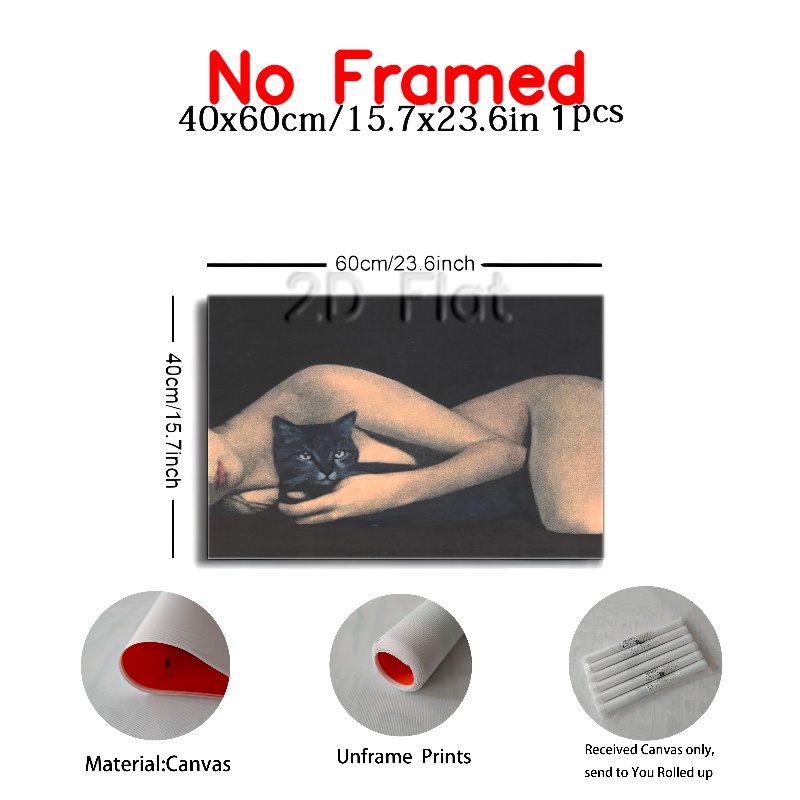 No Framed
40x60cm/15.7x23.6in 1pcs
60cm/23.6inch
2D Flat
40cm/15.7inch
Material:Canvas
Unframe Prints
Received Canvas only,
send to You Rolled up